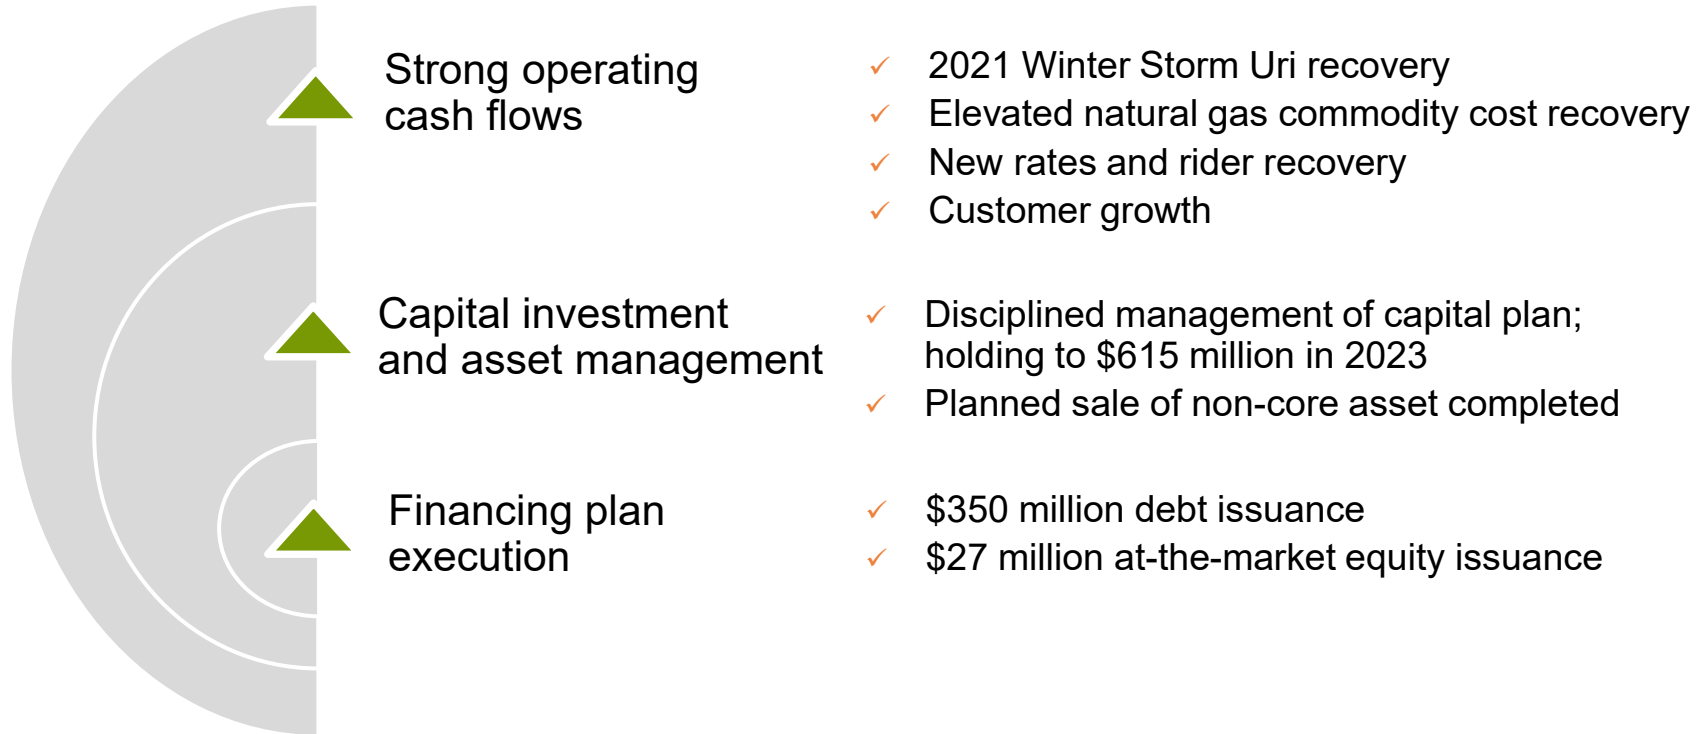 Strong operating
cash flows
✓ 2021 Winter Storm Uri recovery
✓ Elevated natural gas commodity cost recovery
✓ New rates and rider recovery
✓ Customer growth
Capital investment
and asset management
✓ Disciplined management of capital plan;
holding to $615 million in 2023
✓ Planned sale of non-core asset completed
Financing plan
execution
✓ $350 million debt issuance
✓ $27 million at-the-market equity issuance